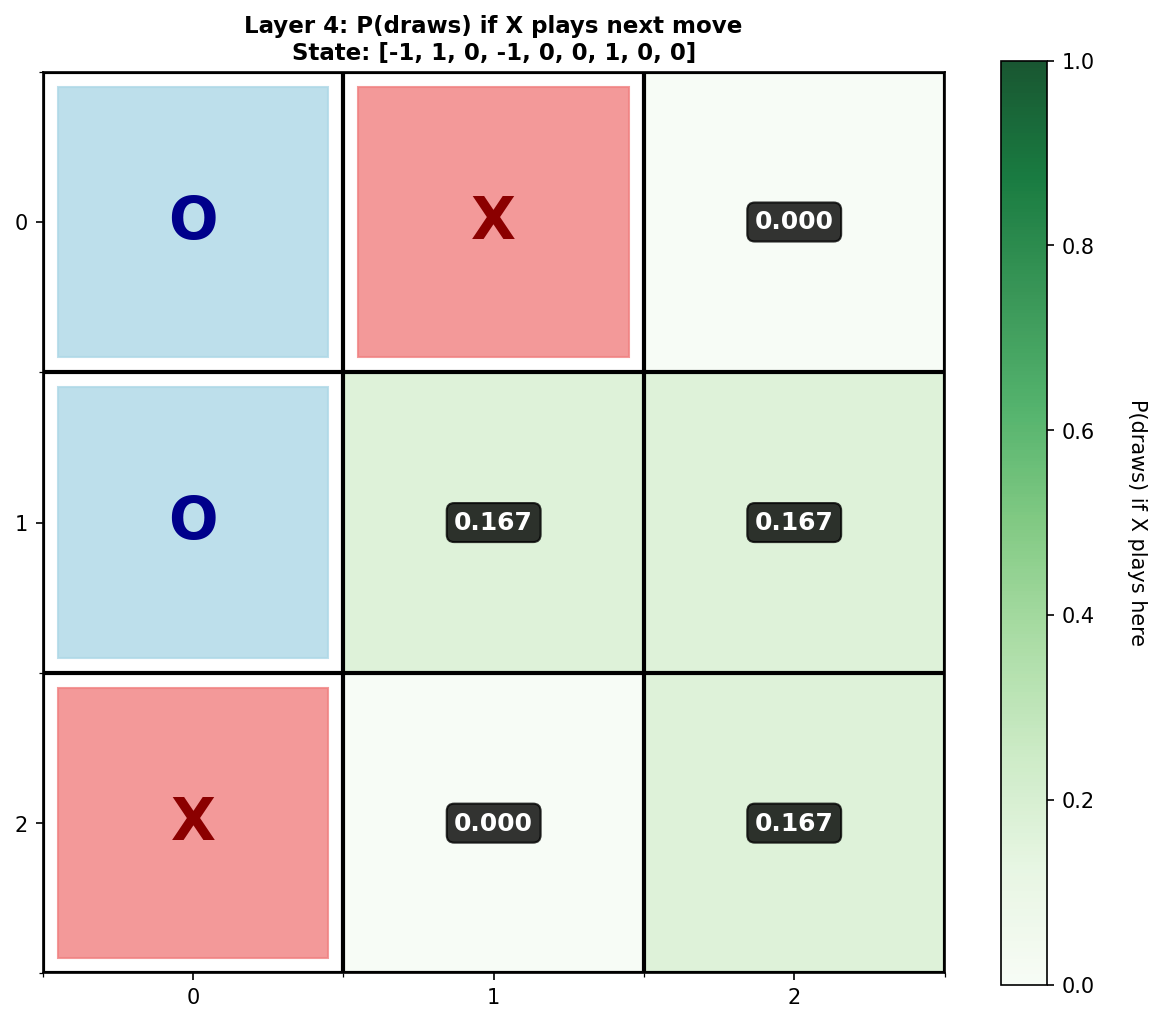 Layer 4: P(draws) if X plays next move
State: [-1, 1, 0, -1, 0, 0, 1, 0, 0]
1.0
0.8
0.6
0.4
0.2
0.0
P(draws) if X plays here
0
O
X
0.000
1
O
0.167
0.167
2
X
0.000
0.167
0
1
2